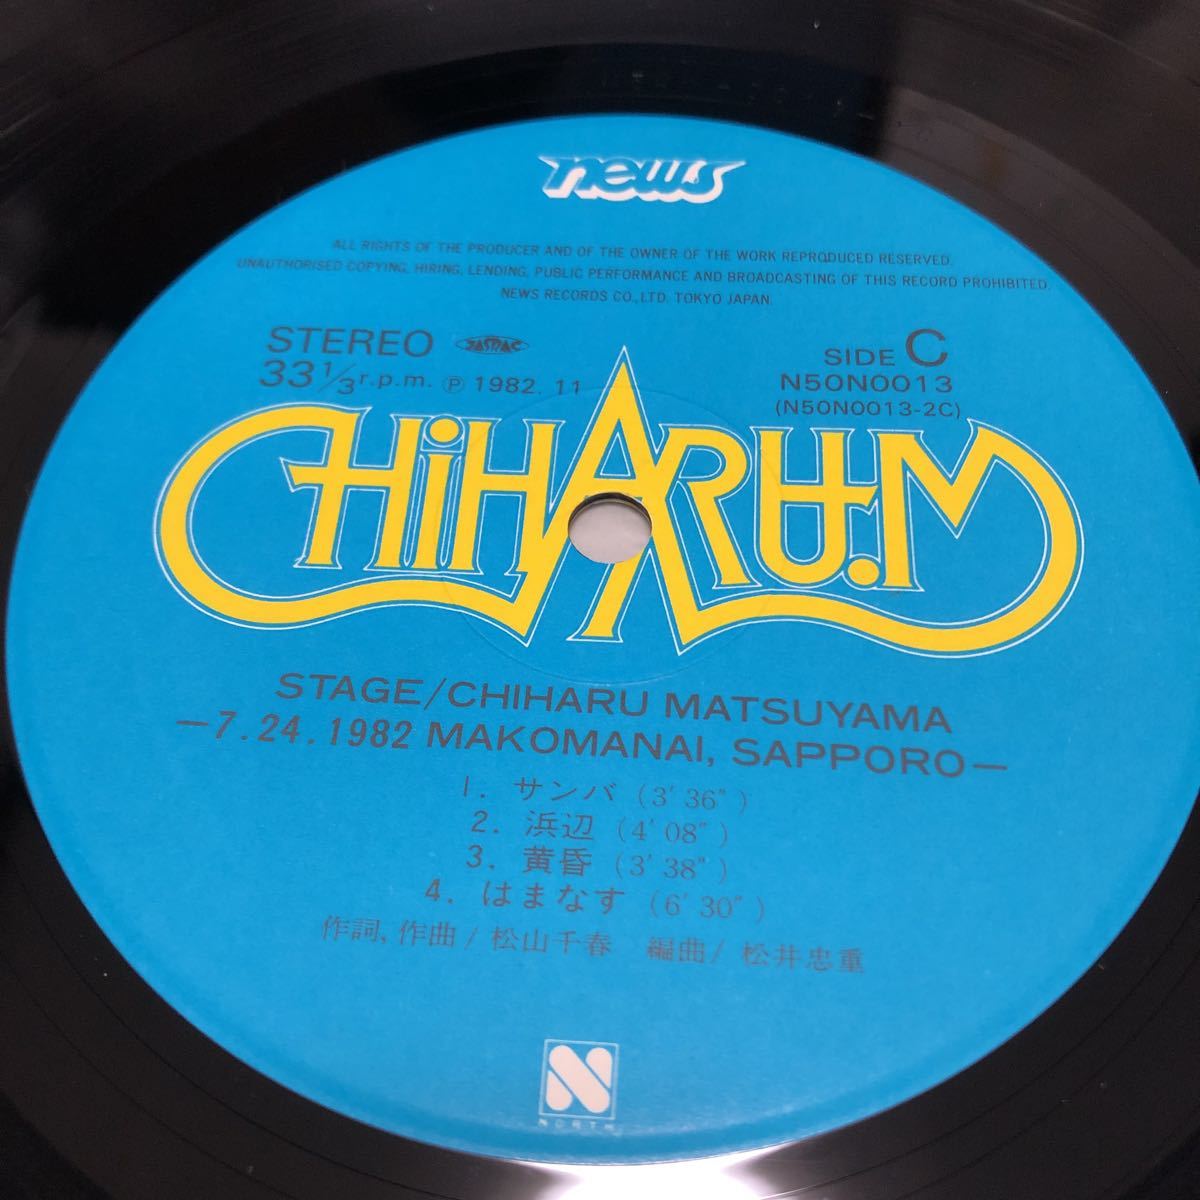 news
ALL RIGHTS OF THE PRODUCER AND OF THE OWNER OF THE WORK REPRODUCED RESERVED.
UNAUTHORISED COPYING, HIRING, LENDING, PUBLIC PERFORMANCE AND BROADCASTING OF THIS RECORD PROHIBITED.
NEWS RECORDS CO., LTD. TOKYO JAPAN.
STEREO JASRAC SIDE C
33 1/3 r.p.m. Ⓟ 1982.11 N50N0013
(N50N0013-2C)
CHiHARU.M
STAGE/CHIHARU MATSUYAMA
—7.24.1982 MAKOMANAI, SAPPORO—
1. サンバ (3'36")
2. 浜辺 (4'08")
3. 黄昏 (3'38")
4. はまなす (6'30")
作詞, 作曲/松山千春 編曲/松井忠重
N
NORTH